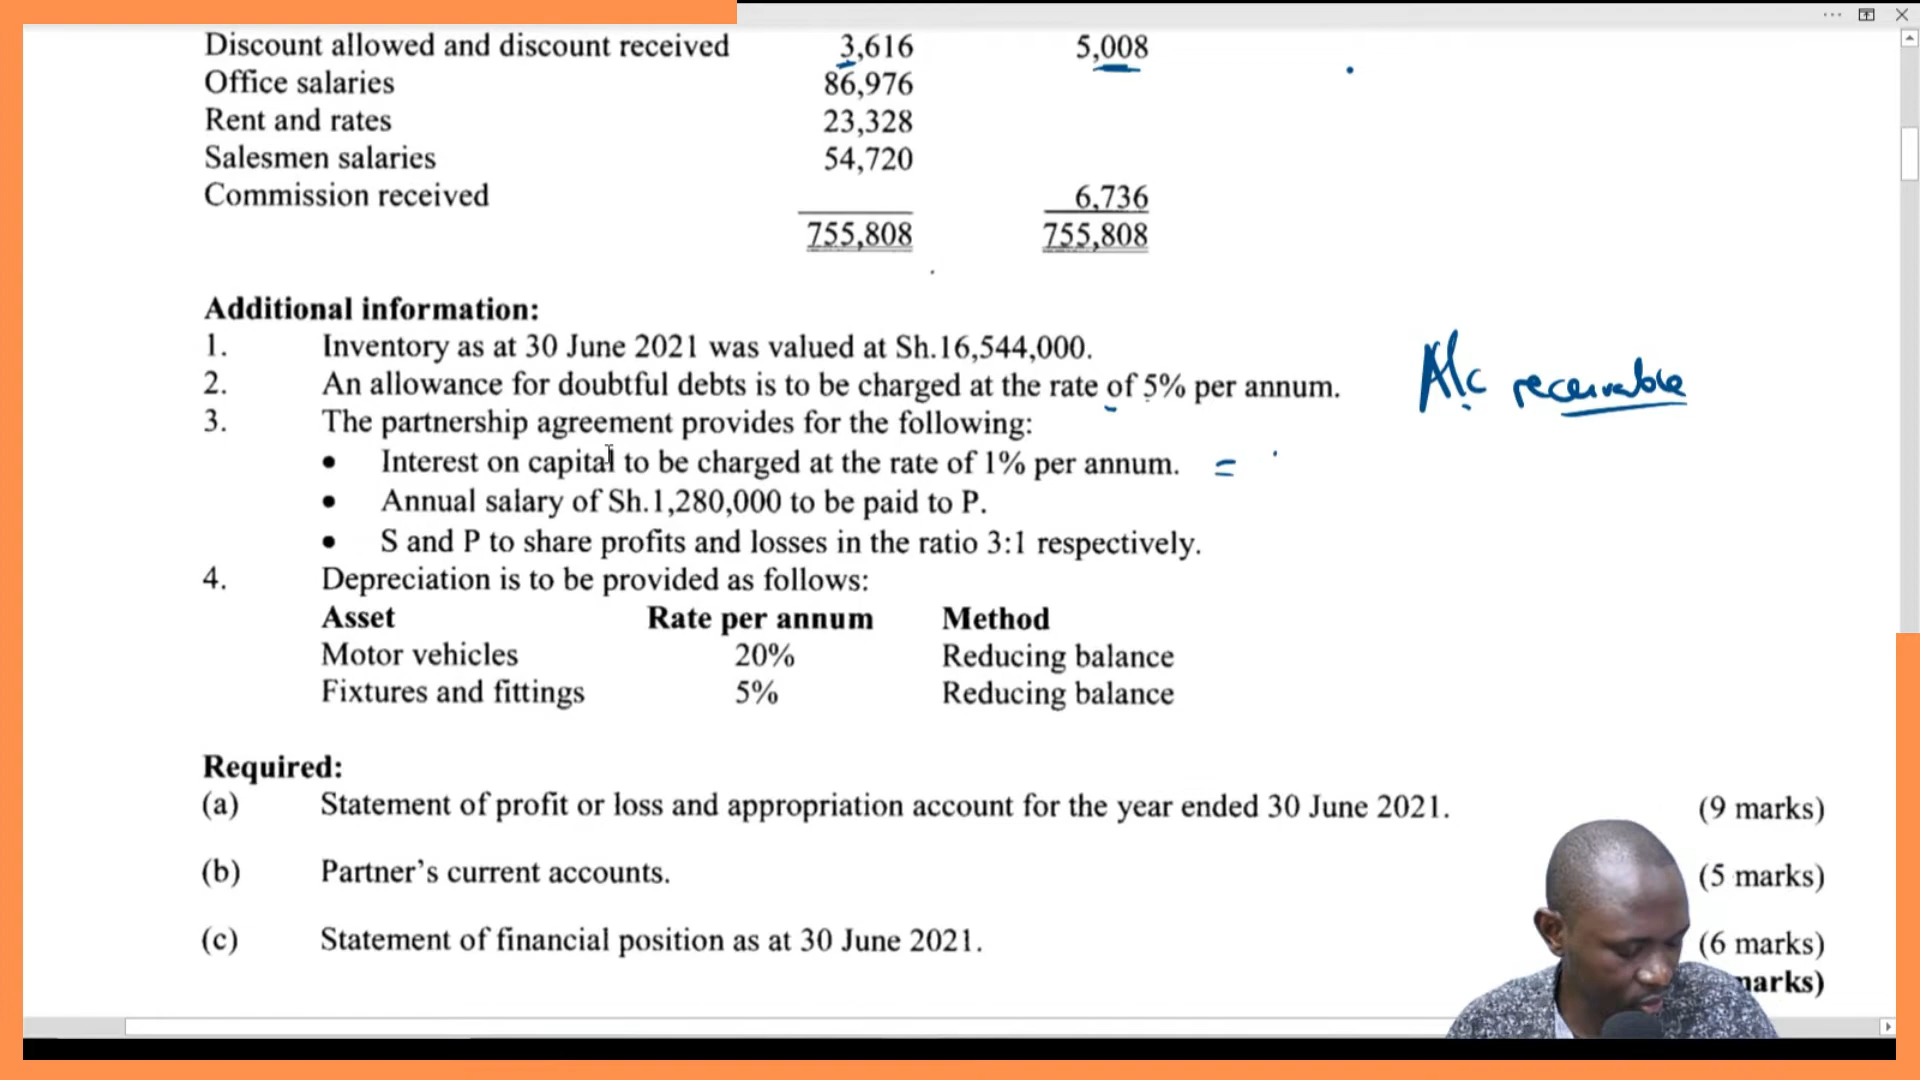 Discount allowed and discount received 3,616 5,008
Office salaries 86,976
Rent and rates 23,328
Salesmen salaries 54,720
Commission received 6,736
755,808 755,808
Additional information:
1. Inventory as at 30 June 2021 was valued at Sh.16,544,000.
2. An allowance for doubtful debts is to be charged at the rate of 5% per annum. A/c receivable
3. The partnership agreement provides for the following:
• Interest on capital to be charged at the rate of 1% per annum. =
• Annual salary of Sh.1,280,000 to be paid to P.
• S and P to share profits and losses in the ratio 3:1 respectively.
4. Depreciation is to be provided as follows:
Asset Rate per annum Method
Motor vehicles 20% Reducing balance
Fixtures and fittings 5% Reducing balance
Required:
(a) Statement of profit or loss and appropriation account for the year ended 30 June 2021. (9 marks)
(b) Partner's current accounts. (5 marks)
(c) Statement of financial position as at 30 June 2021. (6 marks)